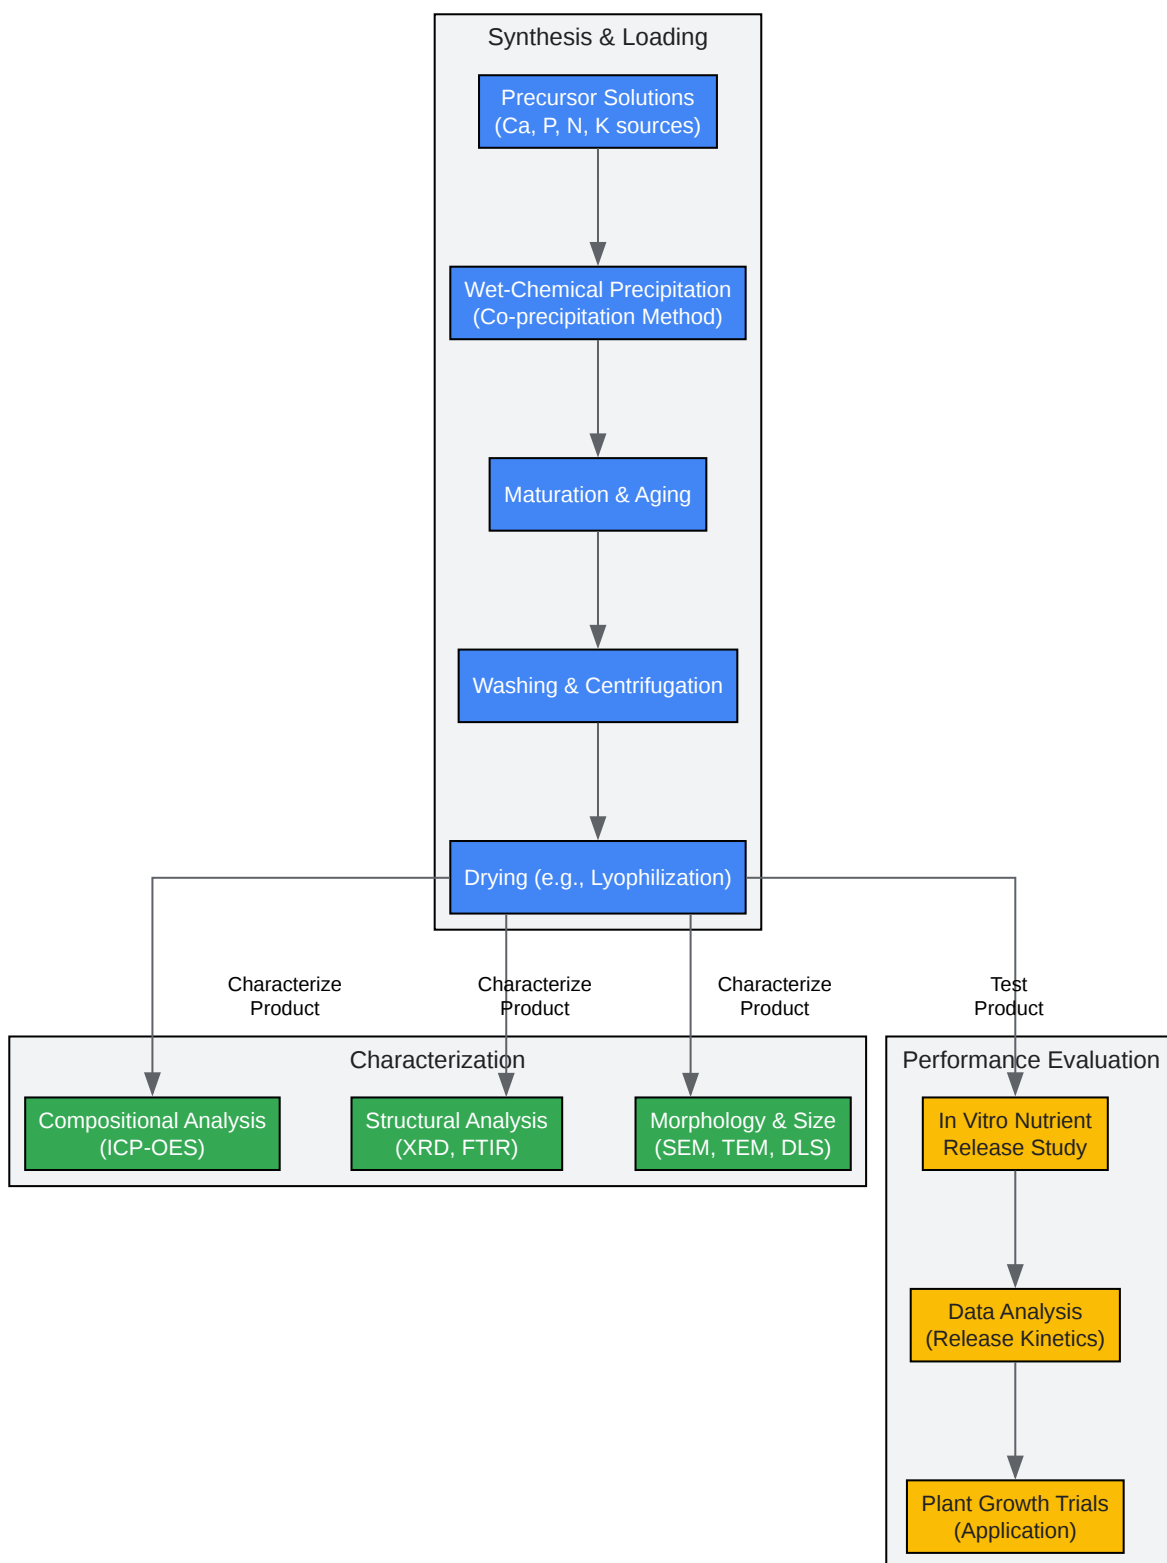 Synthesis & Loading
Precursor Solutions
(Ca, P, N, K sources)
Wet-Chemical Precipitation
(Co-precipitation Method)
Maturation & Aging
Washing & Centrifugation
Drying (e.g., Lyophilization)
Characterize
Product
Characterize
Product
Characterize
Product
Test
Product
Characterization
Compositional Analysis
(ICP-OES)
Structural Analysis
(XRD, FTIR)
Morphology & Size
(SEM, TEM, DLS)
Performance Evaluation
In Vitro Nutrient
Release Study
Data Analysis
(Release Kinetics)
Plant Growth Trials
(Application)